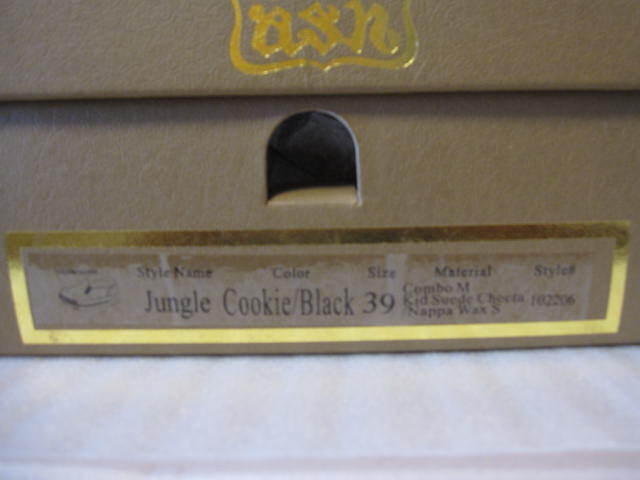 ash
Style Name Color Size Material Style#
Jungle Cookie/Black 39 Combo M
Kid Suede Cheeta
/Nappa Wax S
102206